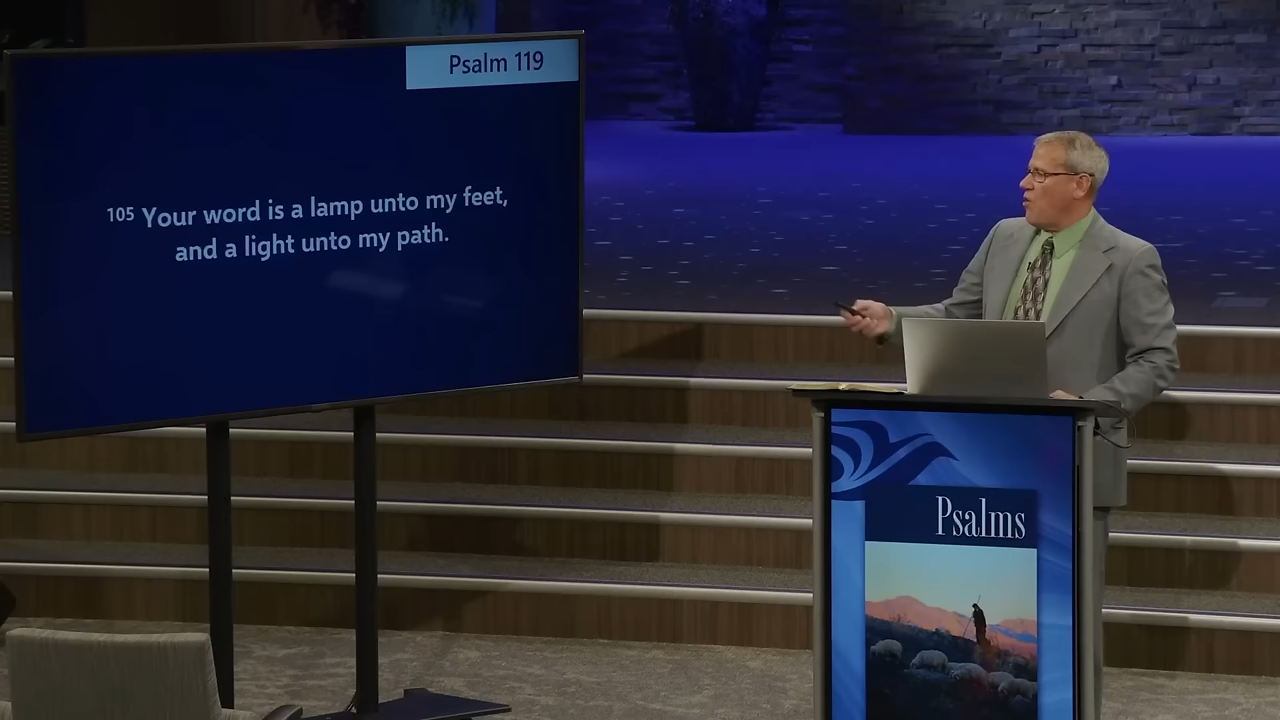 Psalm 119
105 Your word is a lamp unto my feet,
and a light unto my path.
Psalms